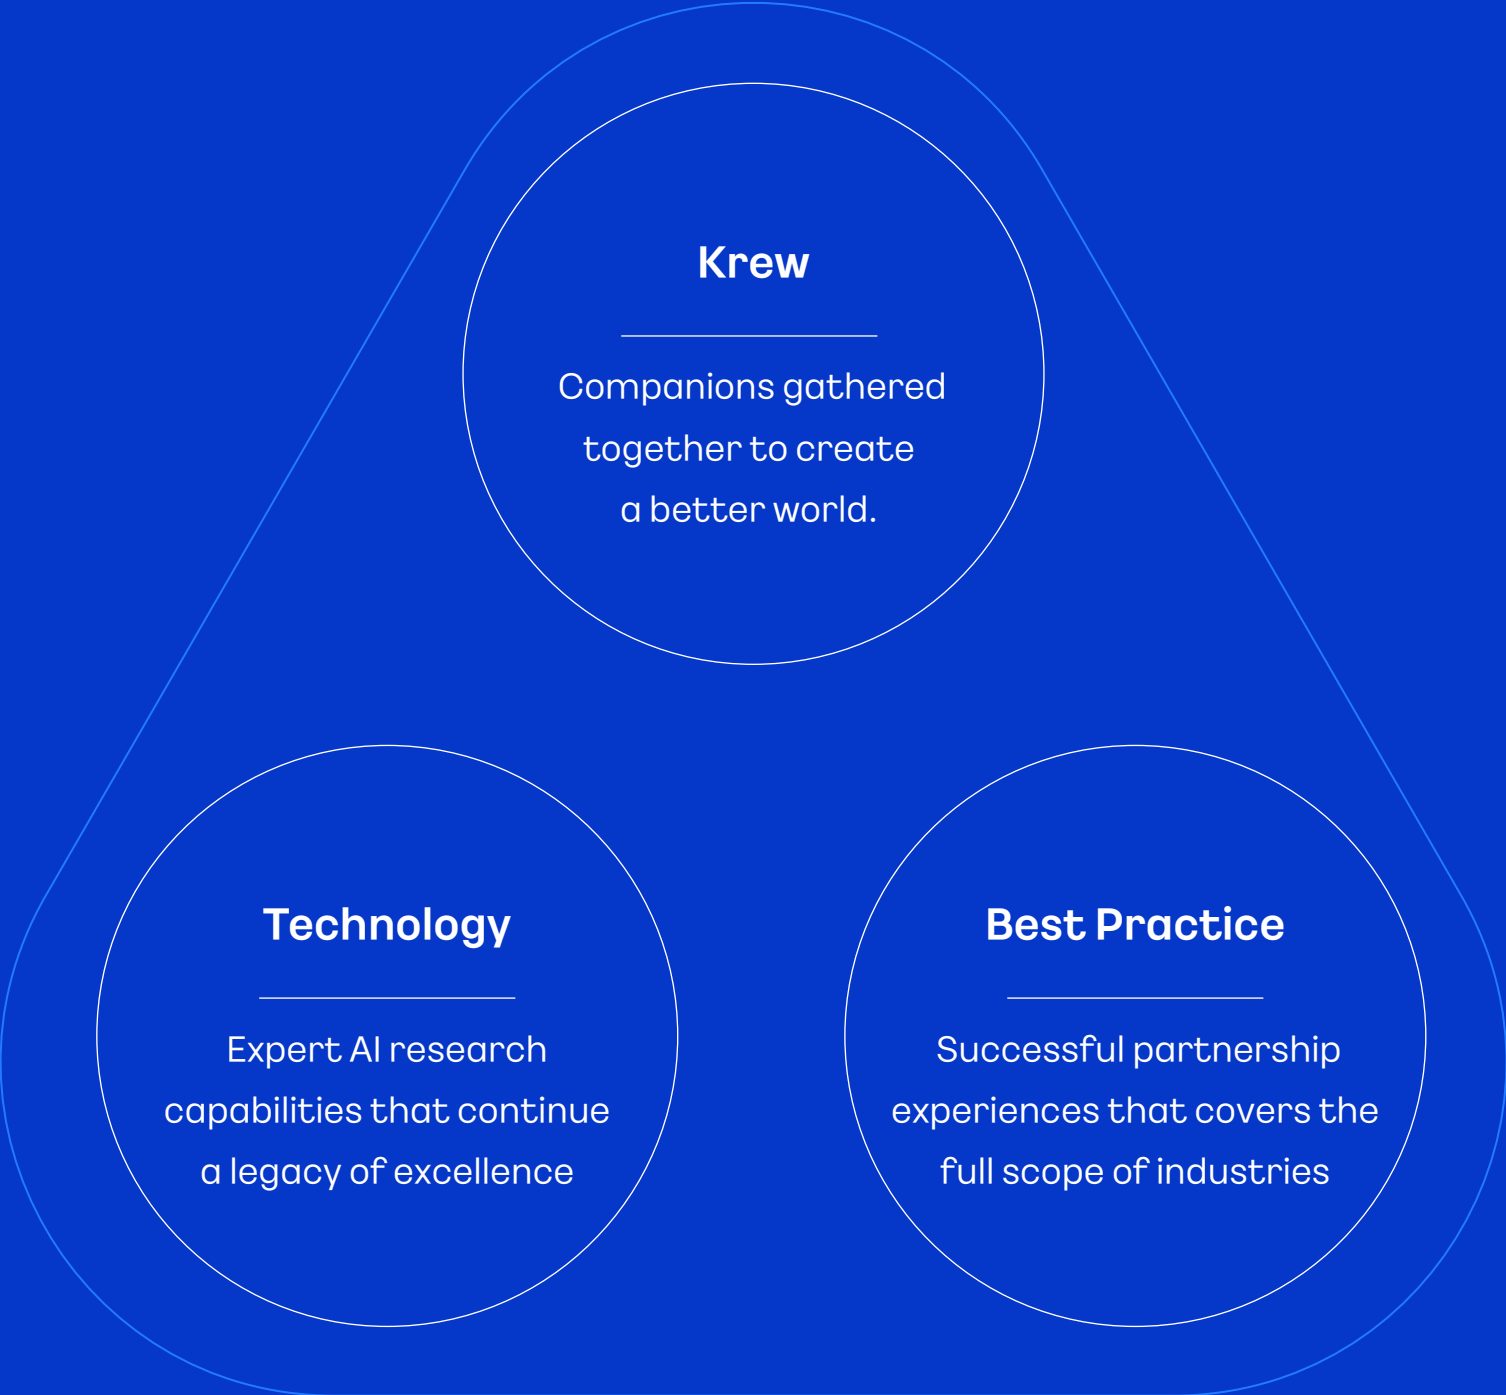 Krew
Companions gathered
together to create
a better world.
Technology
Expert AI research
capabilities that continue
a legacy of excellence
Best Practice
Successful partnership
experiences that covers the
full scope of industries